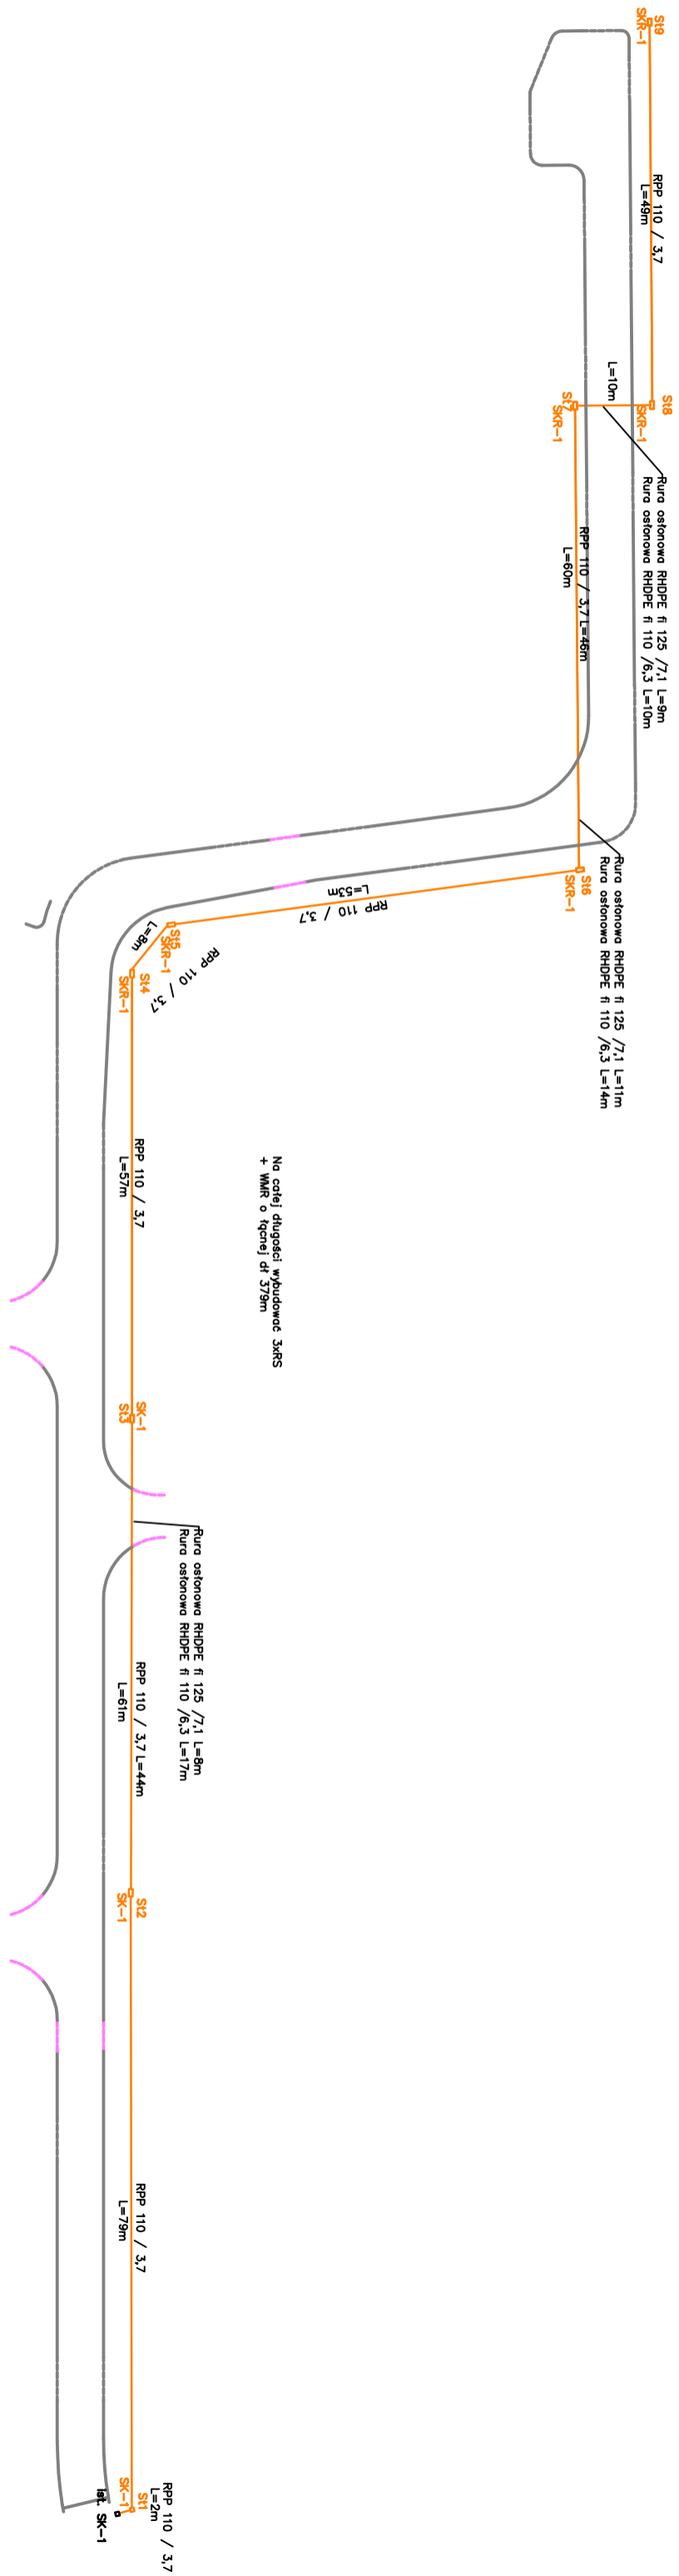 St9
SKR-1
RPP 110 / 3,7
L=49m
St8
SKR-1
L=10m
St7
SKR-1
Rura osłonowa RHDPE fi 125 /7,1 L=9m
Rura osłonowa RHDPE fi 110 /6,3 L=10m
RPP 110 / 3,7 L=46m
L=60m
St6
SKR-1
Rura osłonowa RHDPE fi 125 /7,1 L=11m
Rura osłonowa RHDPE fi 110 /6,3 L=14m
L=53m
RPP 110 / 3,7
St5
SKR-1
L=8m
RPP 110 / 3,7
St4
SKR-1
RPP 110 / 3,7
L=57m
Na całej długości wybudować 3xRS
+ WMR o łącnej dł 379m
SK-1
St3
Rura osłonowa RHDPE fi 125 /7,1 L=8m
Rura osłonowa RHDPE fi 110 /6,3 L=17m
RPP 110 / 3,7 L=44m
L=61m
St2
SK-1
RPP 110 / 3,7
L=79m
RPP 110 / 3,7
L=2m
St1
SK-1
ist. SK-1